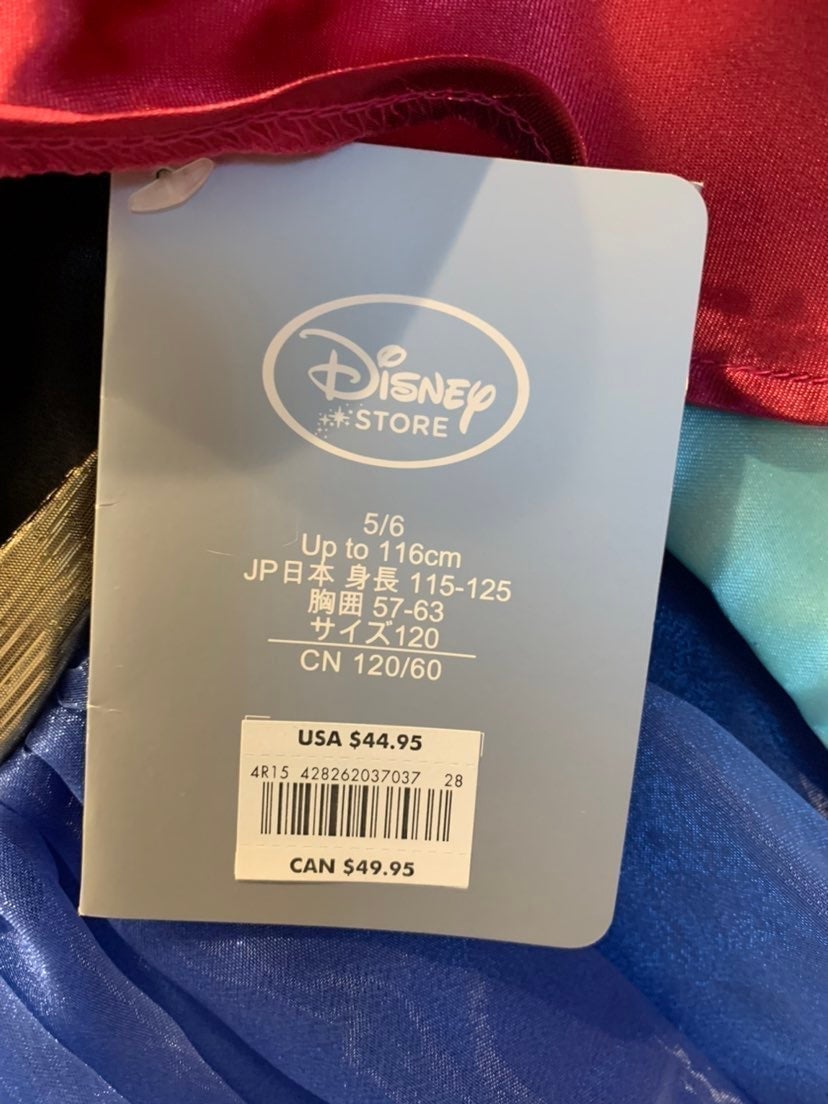 Disney
STORE
5/6
Up to 116cm
JP日本 身長 115-125
胸囲 57-63
サイズ120
CN 120/60
USA $44.95
4R15 428262037037 28
CAN $49.95